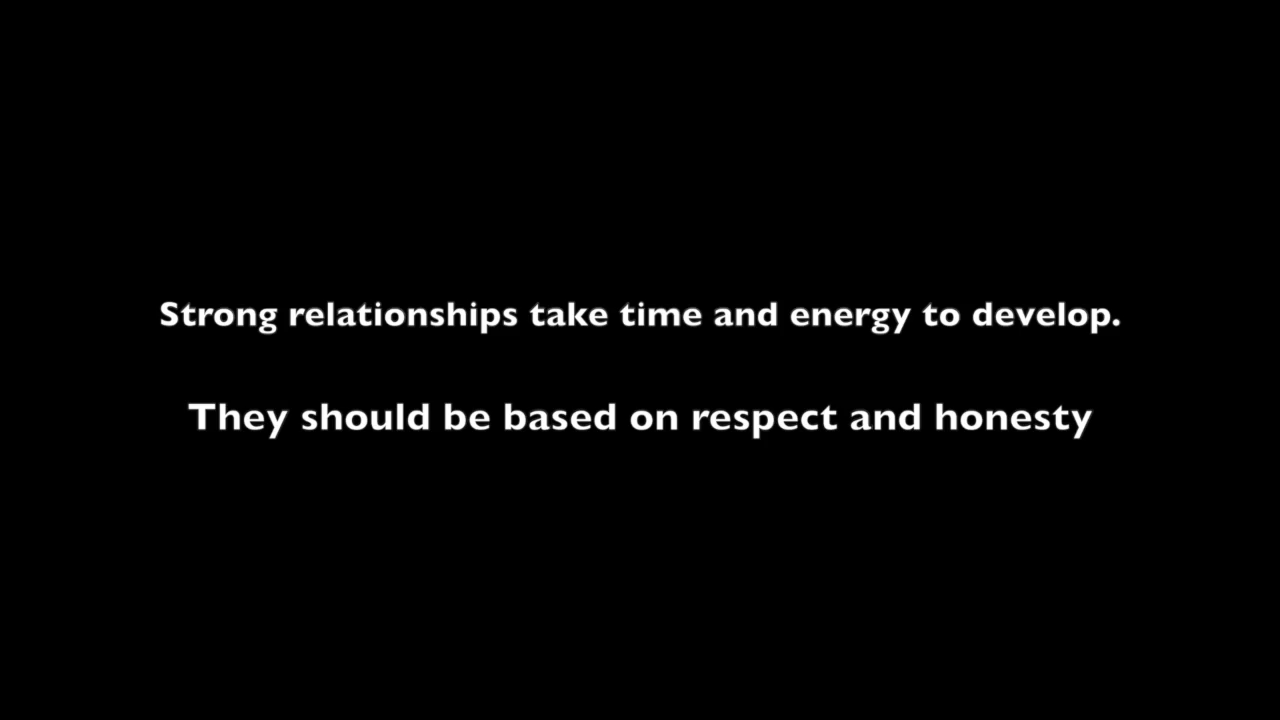 Strong relationships take time and energy to develop.
They should be based on respect and honesty